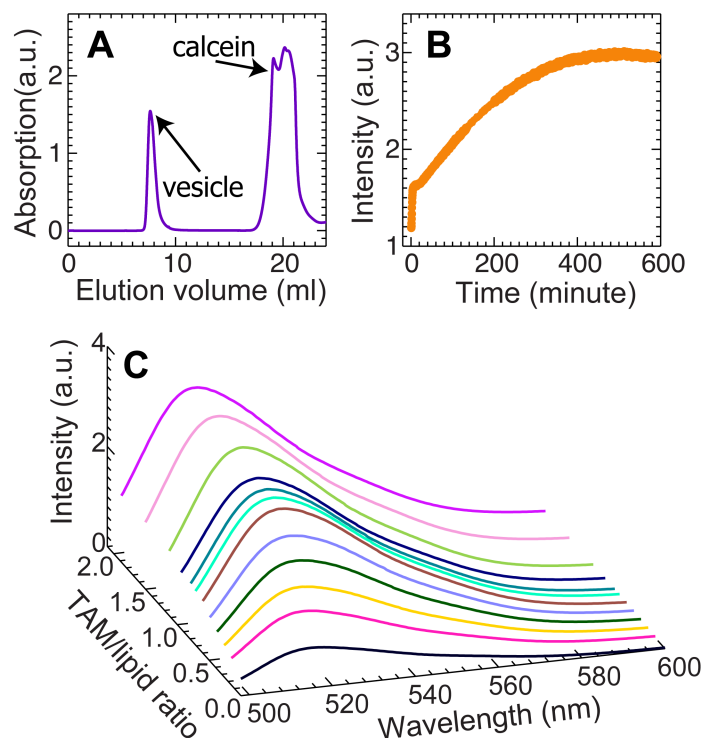 A
calcein
vesicle
Absorption(a.u.)
2
1
0
0 10 20
Elution volume (ml)
B
Intensity (a.u.)
3
2
1
0 200 400 600
Time (minute)
C
Intensity (a.u.)
4
2
0
2.0
1.5
1.0
0.5
0.0
TAM/lipid ratio
500 520 540 560 580 600
Wavelength (nm)